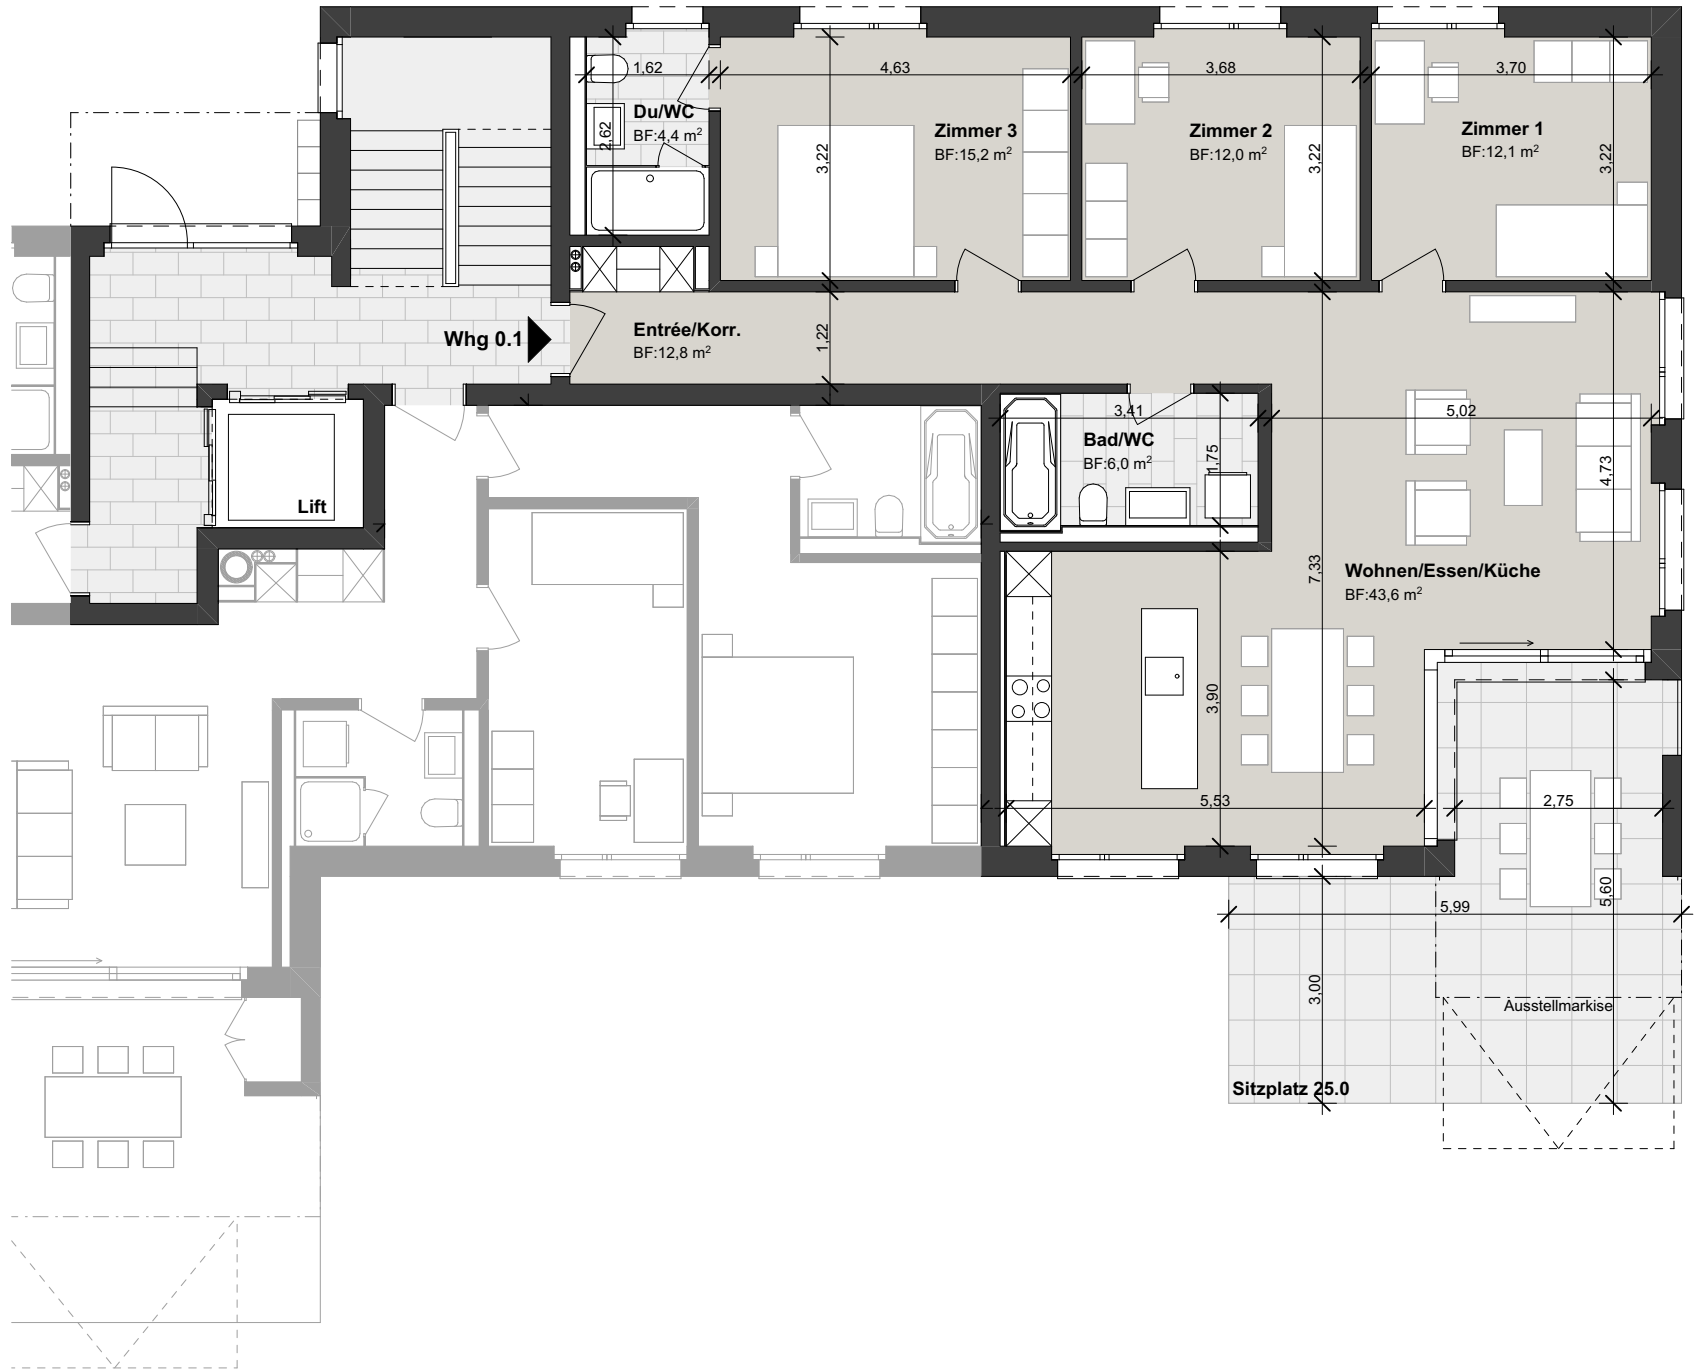 1,62
4,63
3,68
3,70
Du/WC
BF:4,4 m²
2,62
3,22
Zimmer 3
BF:15,2 m²
Zimmer 2
BF:12,0 m²
3,22
Zimmer 1
BF:12,1 m²
3,22
Whg 0.1
Entrée/Korr.
BF:12,8 m²
1,22
Lift
3,41
Bad/WC
BF:6,0 m²
1,75
5,02
4,73
7,33
Wohnen/Essen/Küche
BF:43,6 m²
3,90
5,53
2,75
5,60
5,99
3,00
Ausstellmarkise
Sitzplatz 25.0